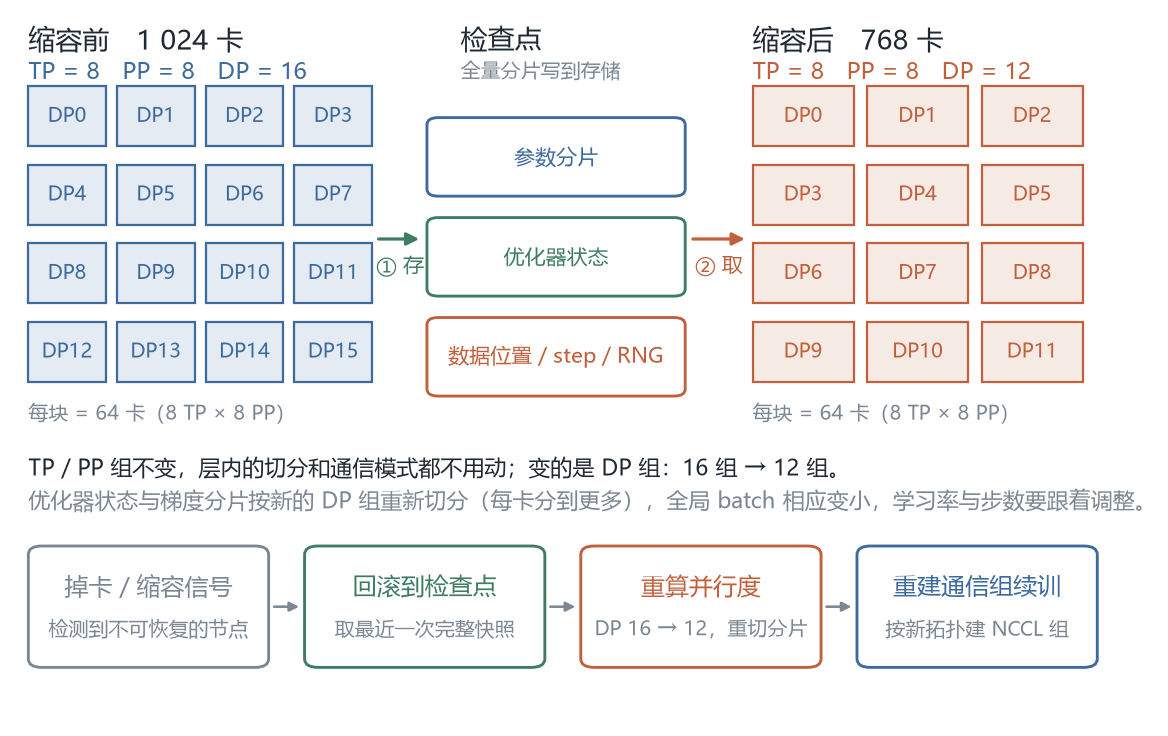 缩容前 1 024 卡
TP = 8 PP = 8 DP = 16
DP0 DP1 DP2 DP3
DP4 DP5 DP6 DP7
DP8 DP9 DP10 DP11
DP12 DP13 DP14 DP15
每块 = 64 卡（8 TP × 8 PP）
① 存
检查点
全量分片写到存储
参数分片
优化器状态
数据位置 / step / RNG
② 取
缩容后 768 卡
TP = 8 PP = 8 DP = 12
DP0 DP1 DP2
DP3 DP4 DP5
DP6 DP7 DP8
DP9 DP10 DP11
每块 = 64 卡（8 TP × 8 PP）
TP / PP 组不变，层内的切分和通信模式都不用动；变的是 DP 组：16 组 → 12 组。
优化器状态与梯度分片按新的 DP 组重新切分（每卡分到更多），全局 batch 相应变小，学习率与步数要跟着调整。
掉卡 / 缩容信号
检测到不可恢复的节点
回滚到检查点
取最近一次完整快照
重算并行度
DP 16 → 12，重切分片
重建通信组续训
按新拓扑建 NCCL 组